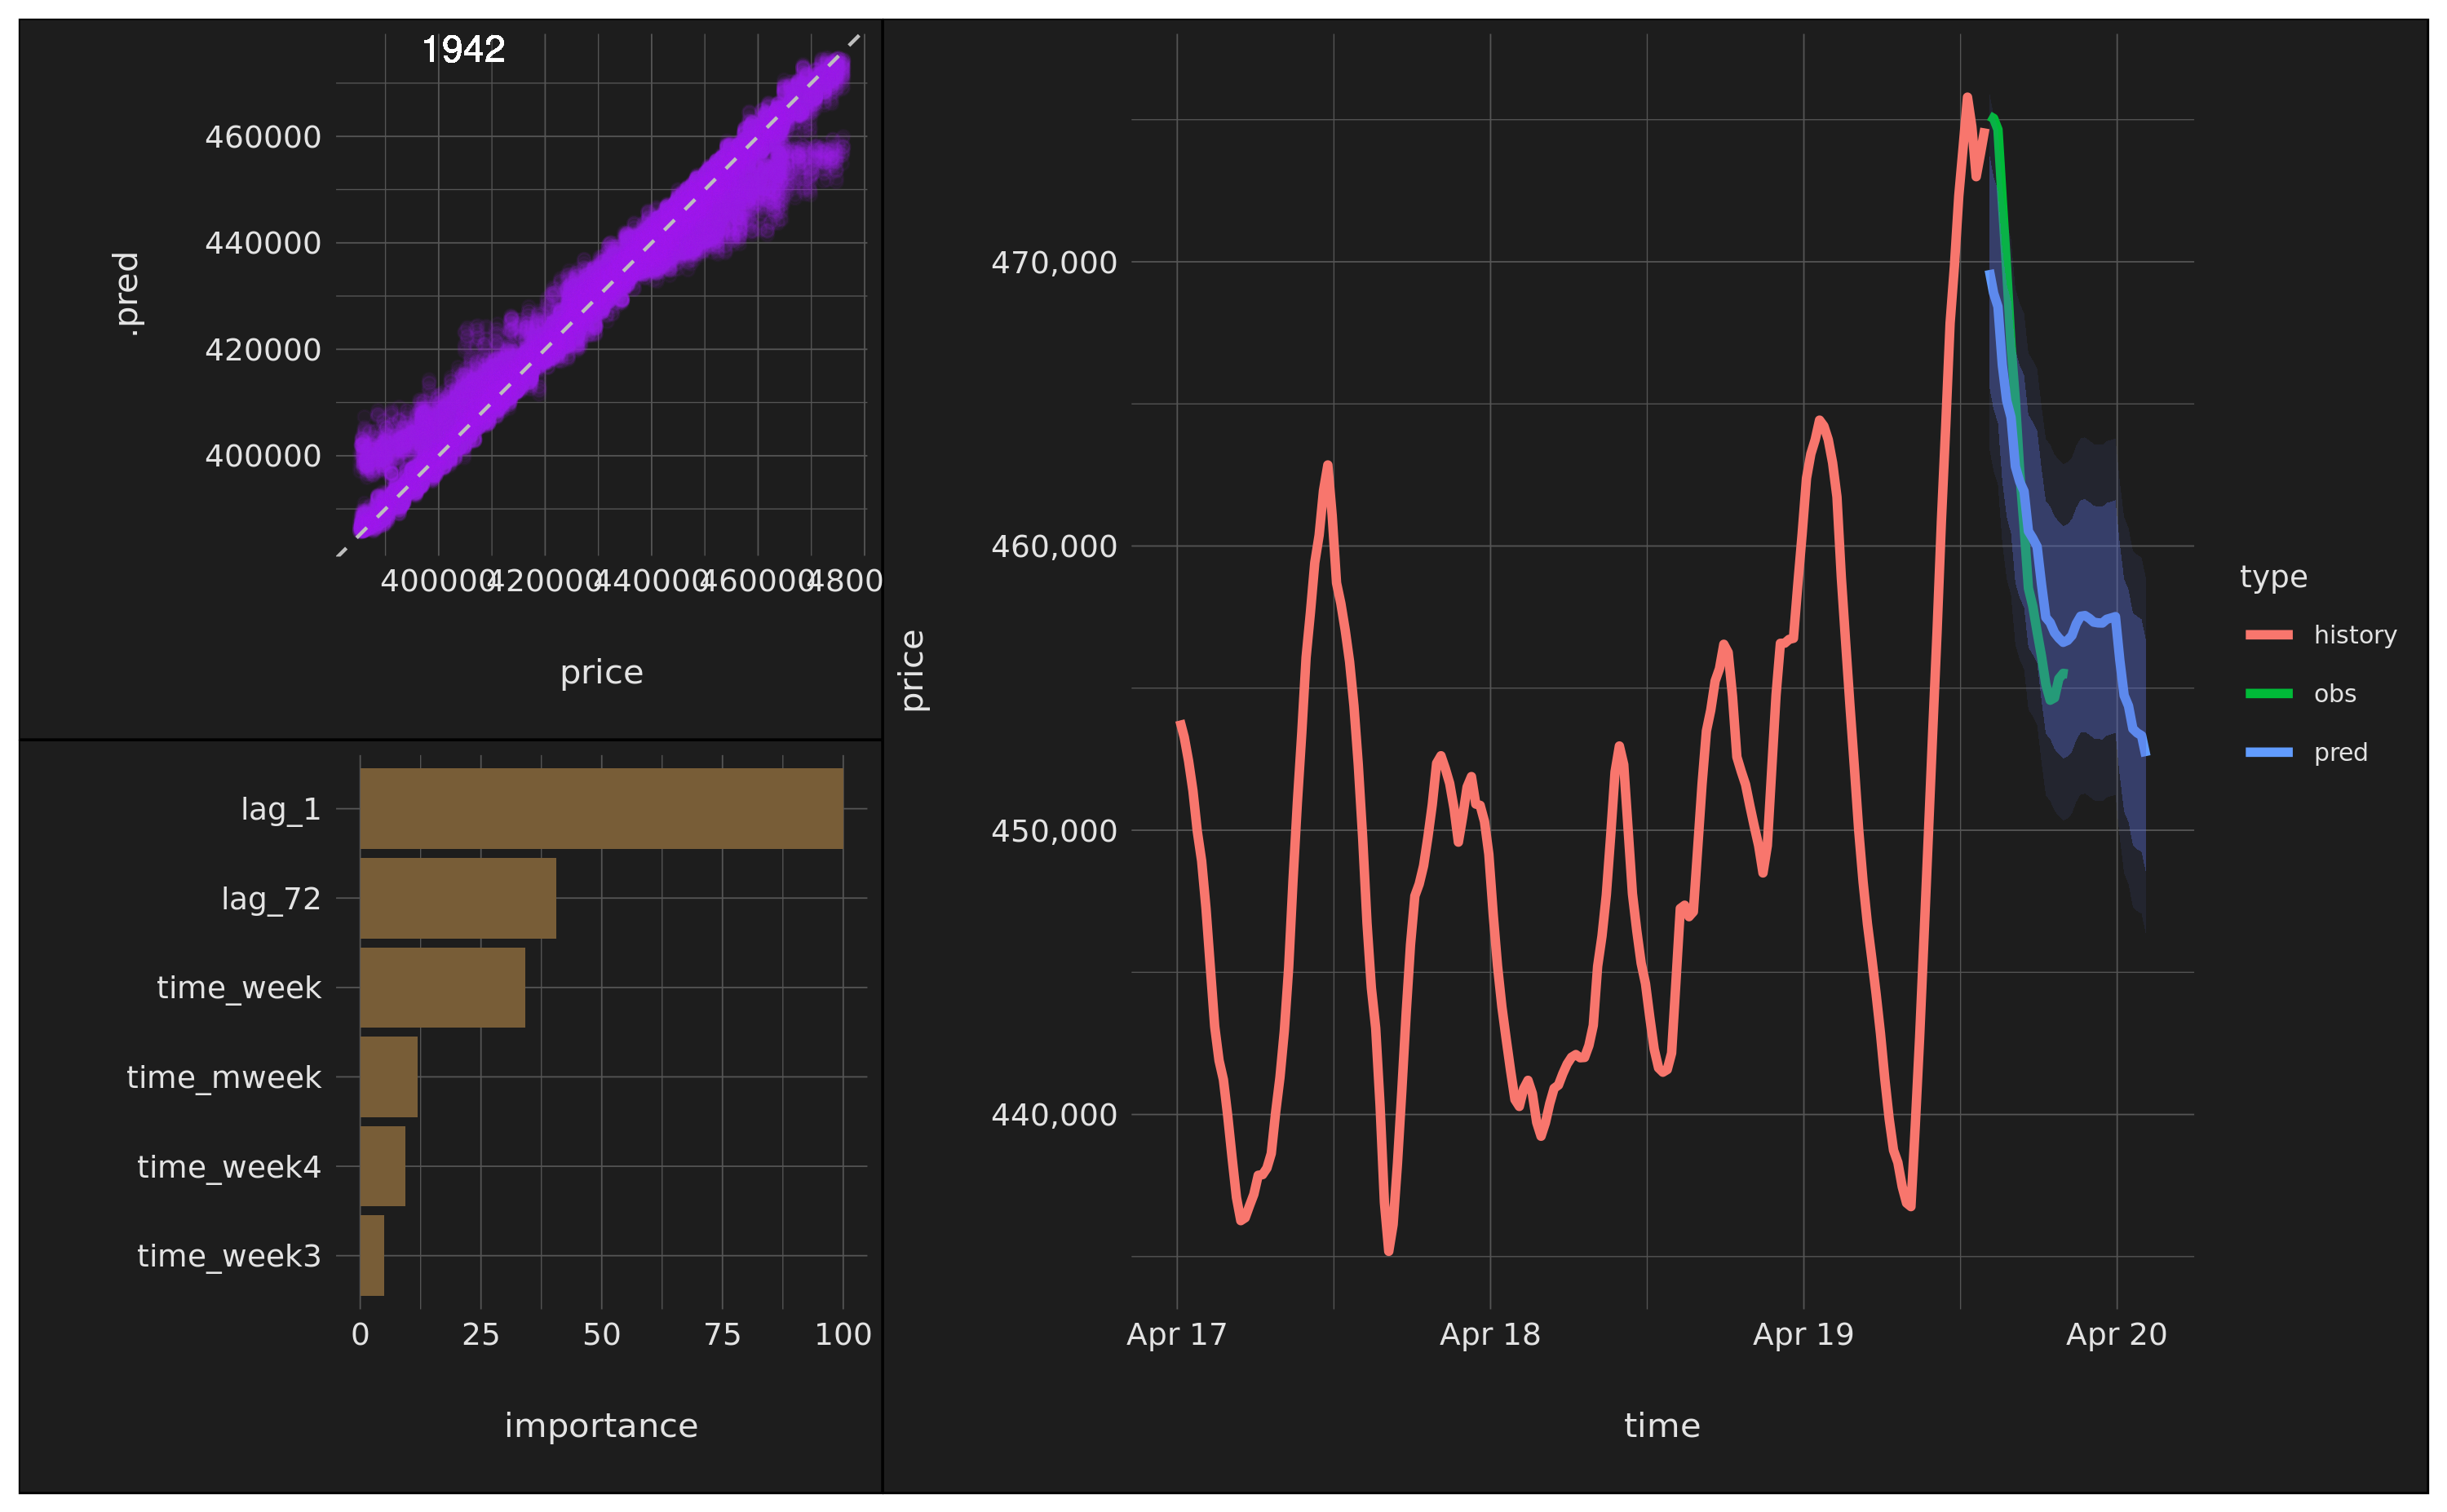 1942
.pred
460000
440000
420000
400000
400000 420000 440000 460000 4800
price
lag_1
lag_72
time_week
time_mweek
time_week4
time_week3
0 25 50 75 100
importance
price
470,000
460,000
450,000
440,000
Apr 17 Apr 18 Apr 19 Apr 20
time
type
history
obs
pred